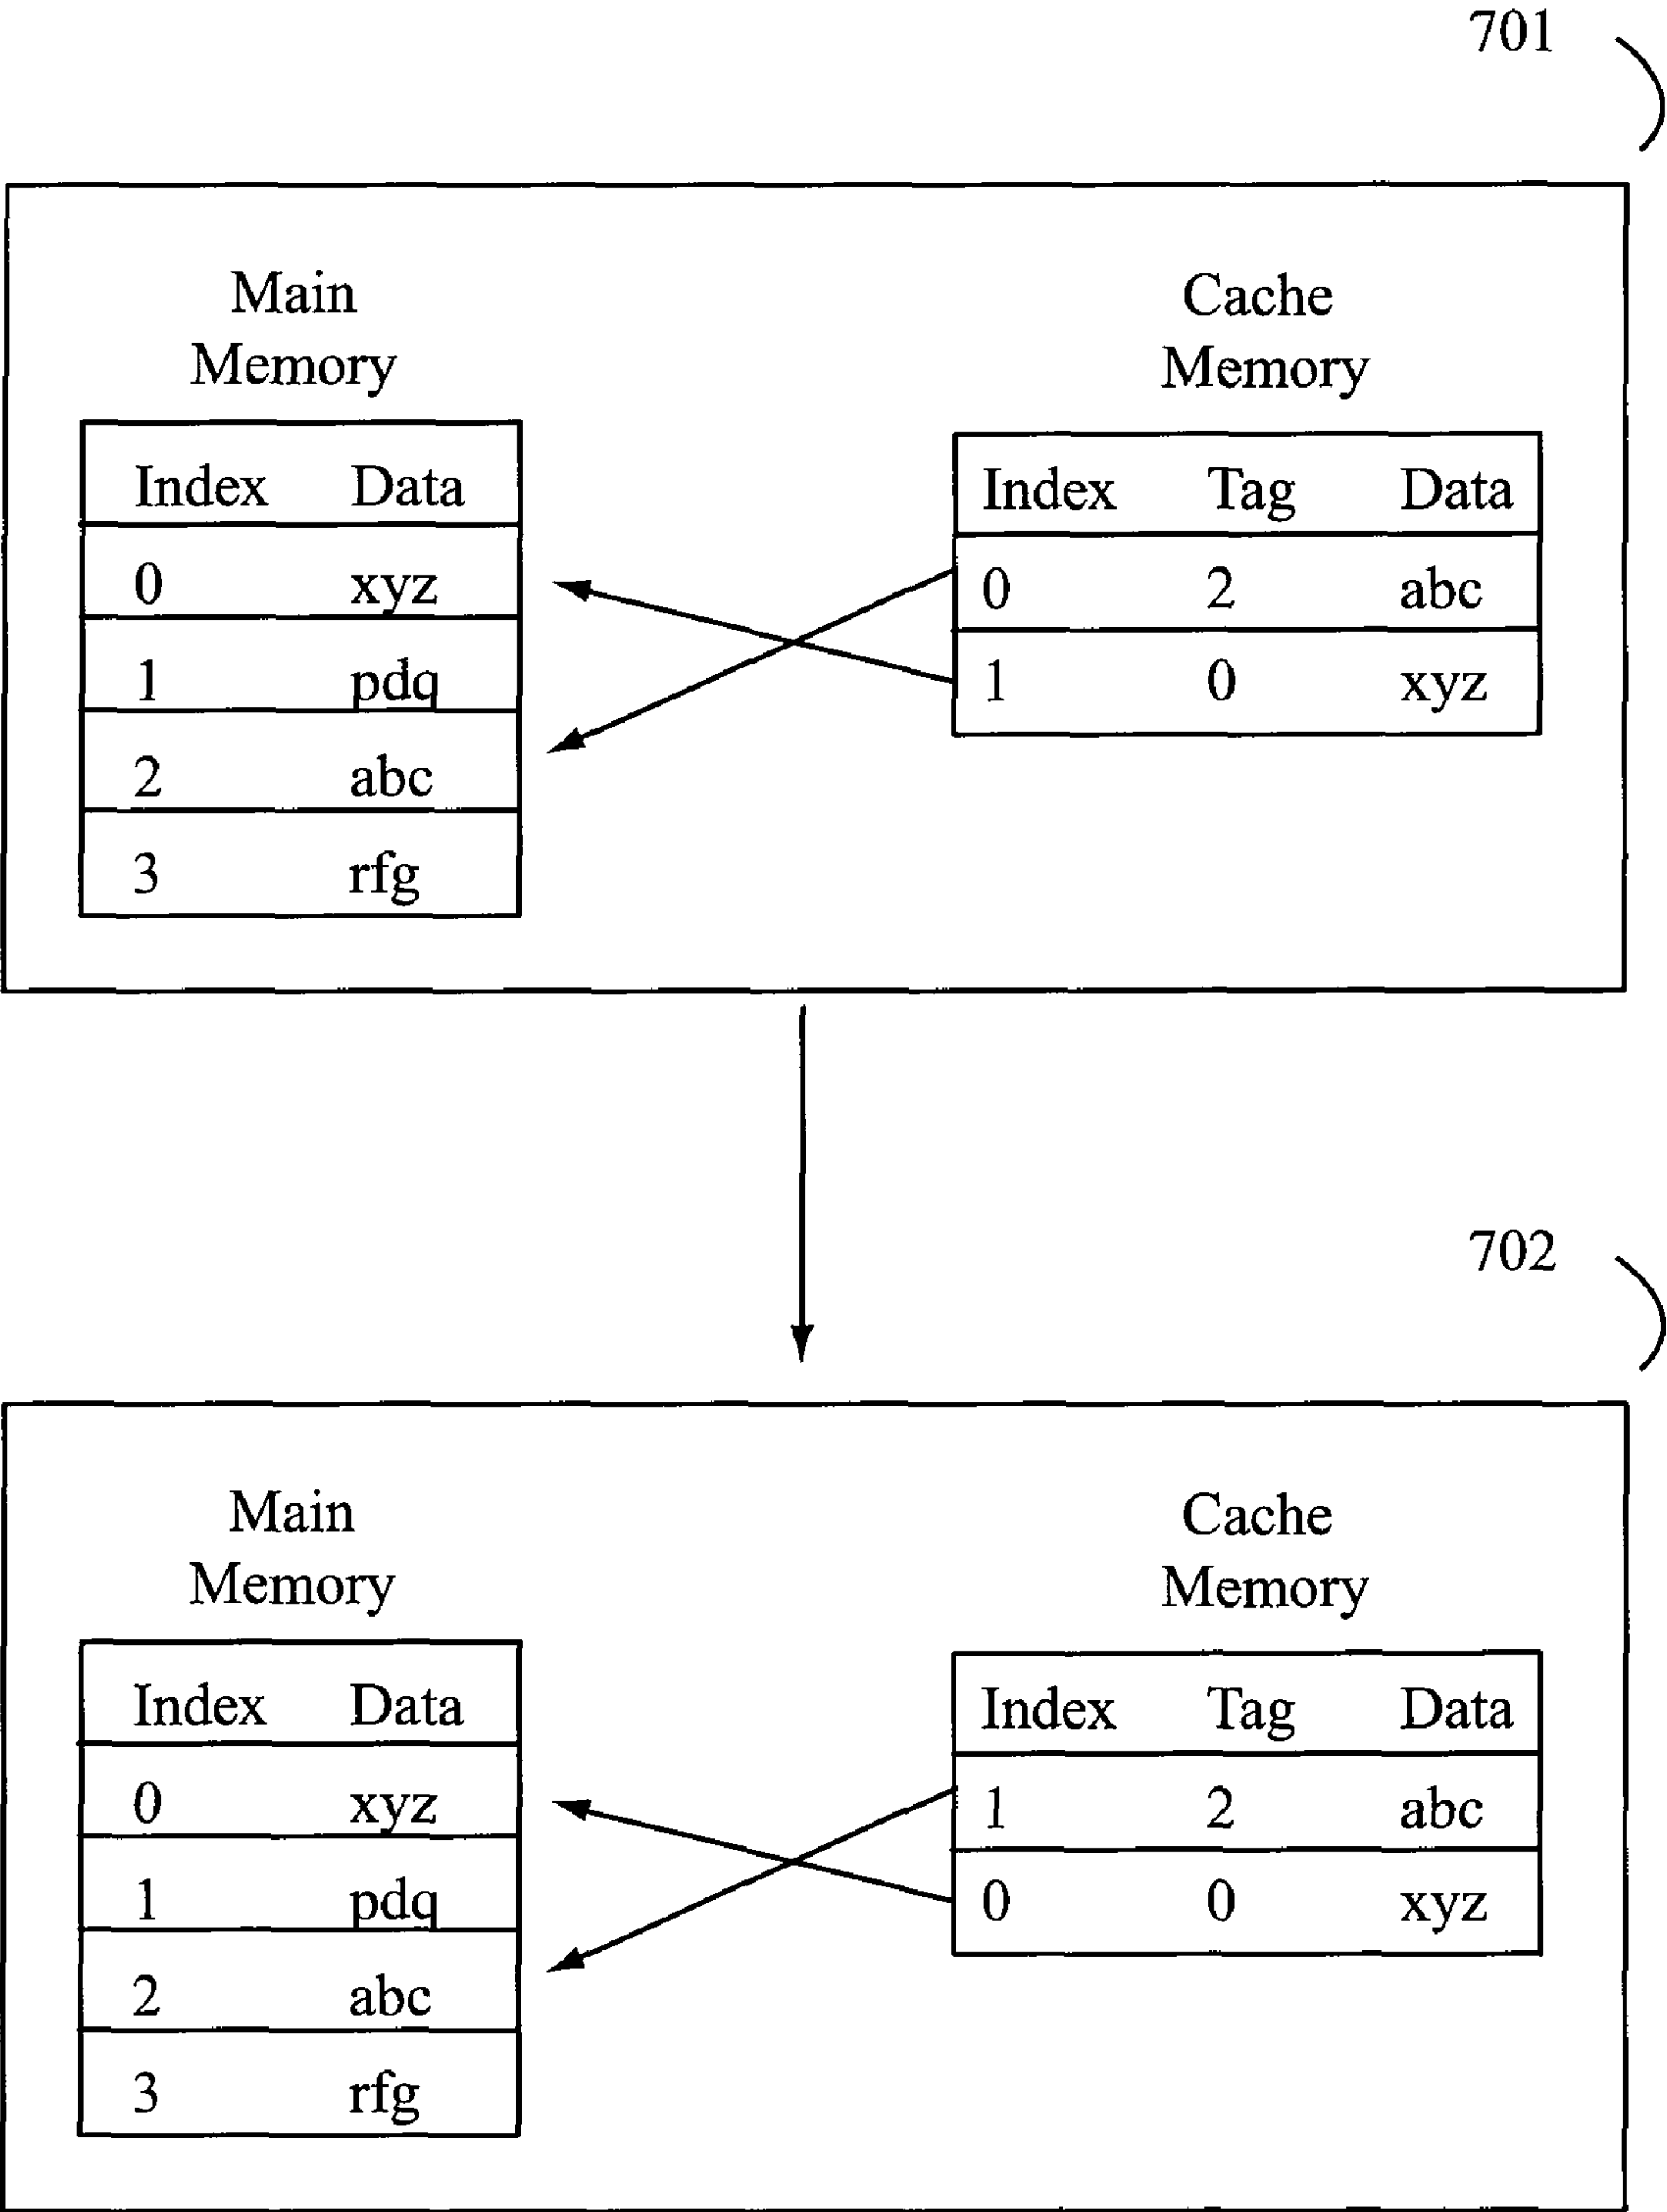 701
Main
Memory
Cache
Memory
Index Data
0 xyz
1 pdq
2 abc
3 rfg
Index Tag Data
0 2 abc
1 0 xyz
702
Main
Memory
Cache
Memory
Index Data
0 xyz
1 pdq
2 abc
3 rfg
Index Tag Data
1 2 abc
0 0 xyz